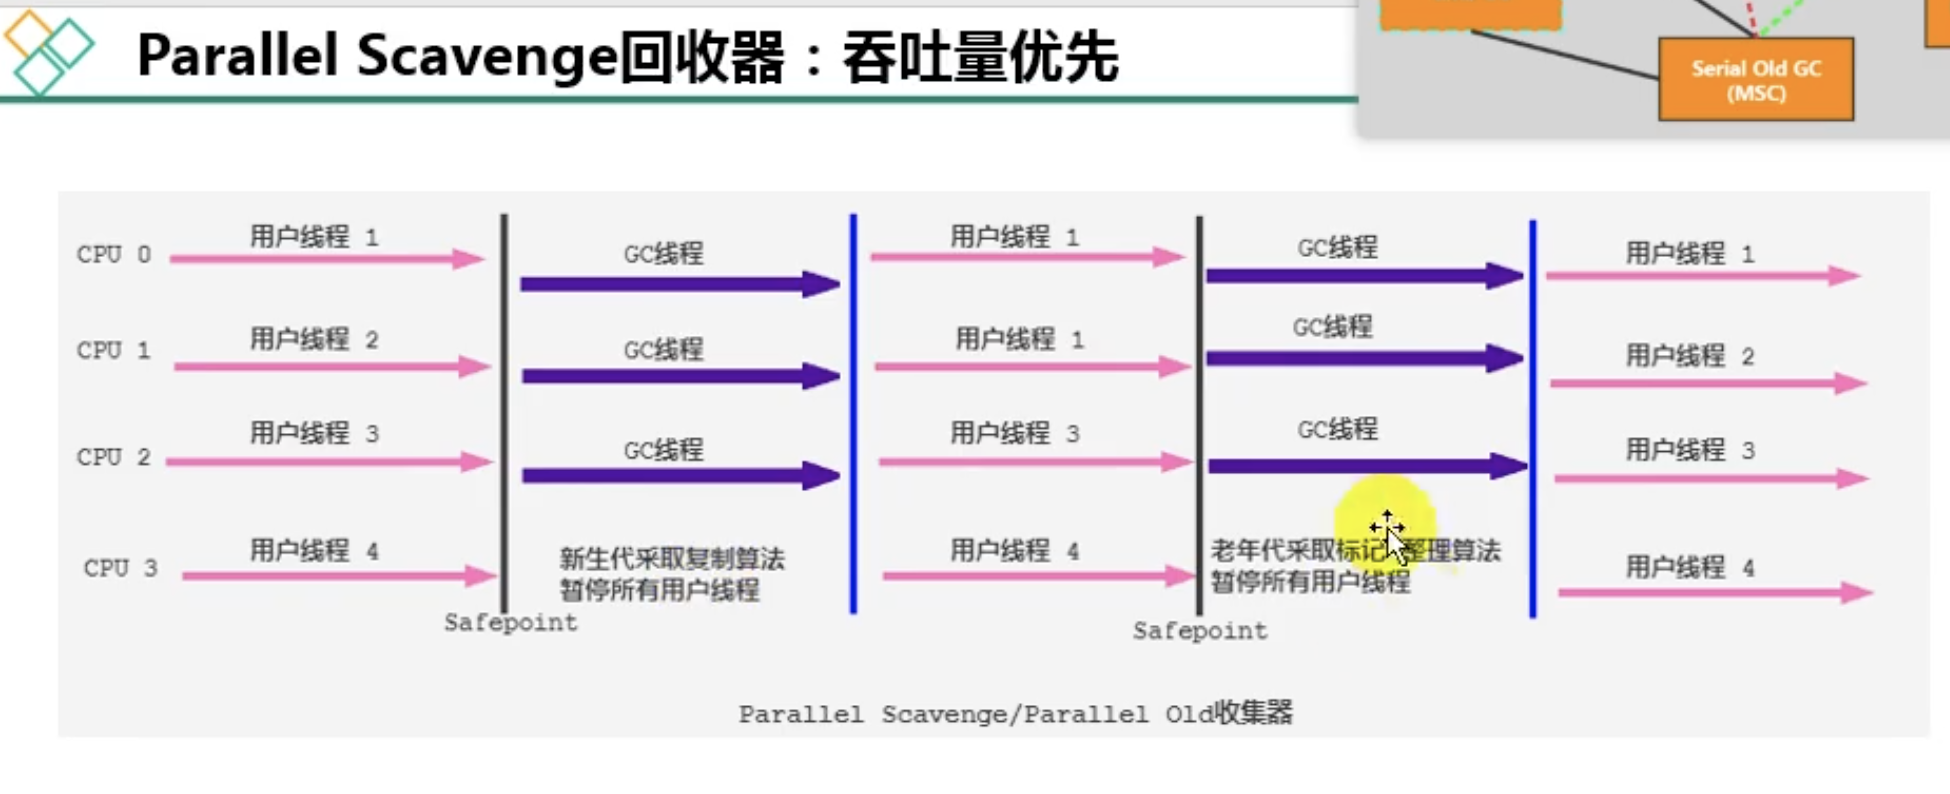 Parallel Scavenge回收器：吞吐量优先
Serial Old GC
(MSC)
CPU 0
用户线程 1
GC线程
用户线程 1
GC线程
用户线程 1
CPU 1
用户线程 2
GC线程
用户线程 1
GC线程
用户线程 2
CPU 2
用户线程 3
GC线程
用户线程 3
GC线程
用户线程 3
CPU 3
用户线程 4
新生代采取复制算法
暂停所有用户线程
用户线程 4
老年代采取标记 整理算法
暂停所有用户线程
用户线程 4
Safepoint
Safepoint
Parallel Scavenge/Parallel Old收集器